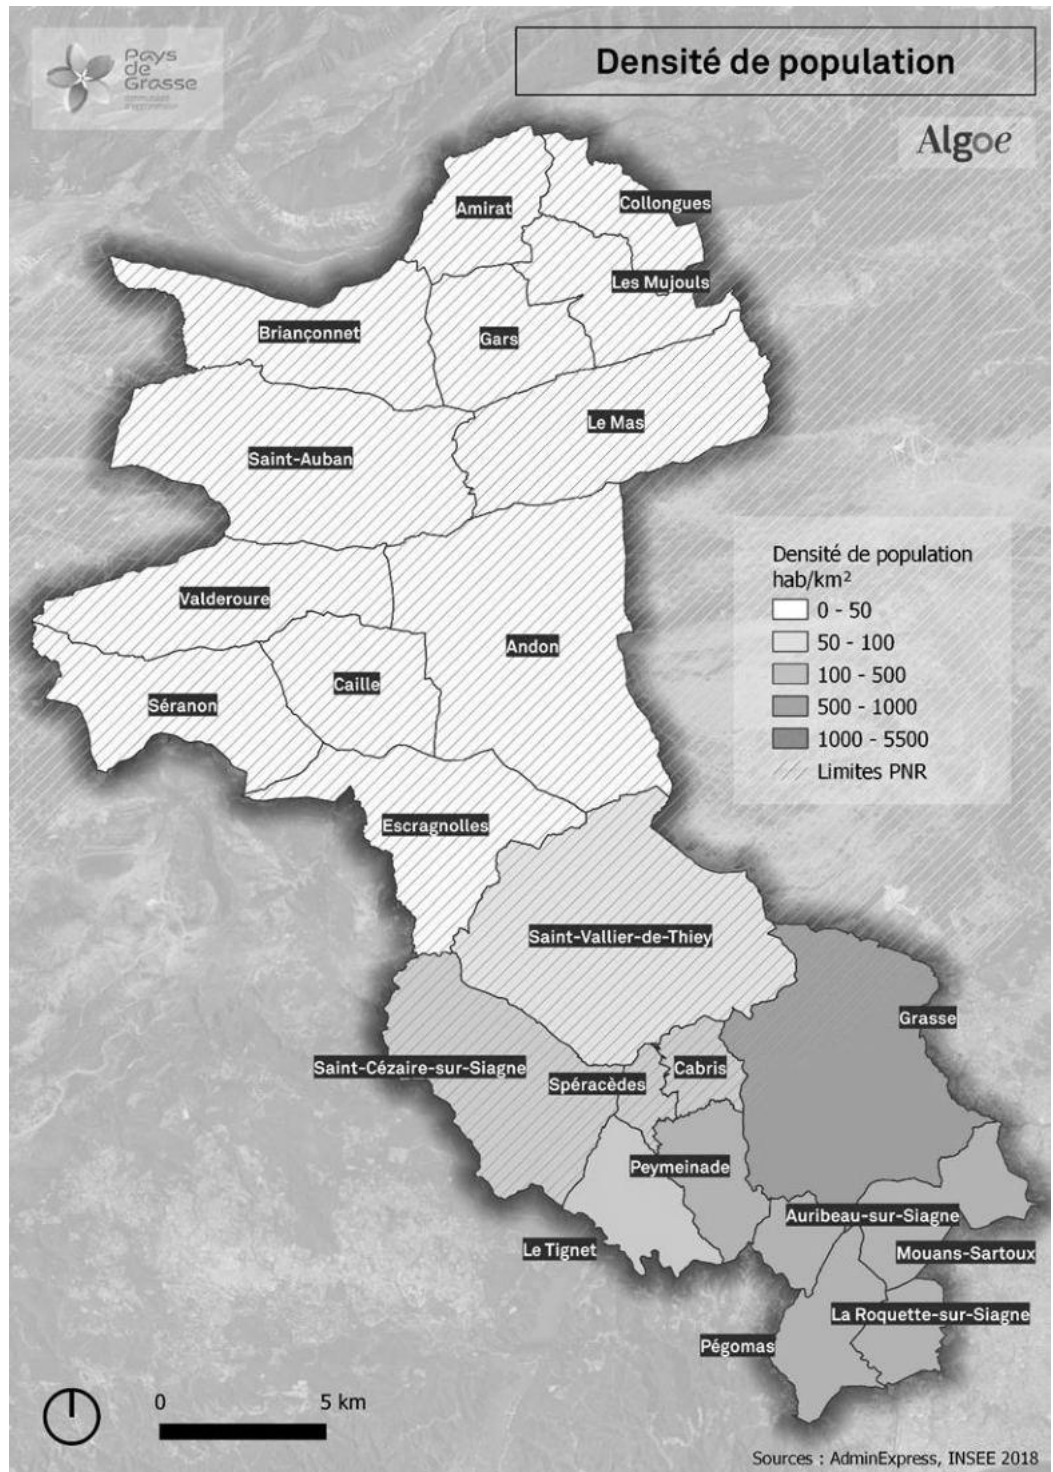 Pays
de
Grasse
Densité de population
Algoé
Amirat
Collongues
Les Mujouls
Briançonnet
Gars
Le Mas
Saint-Auban
Densité de population
hab/km²
0 - 50
50 - 100
100 - 500
500 - 1000
1000 - 5500
Limites PNR
Valderoure
Andon
Caille
Séranon
Escragnolles
Saint-Vallier-de-Thiey
Grasse
Saint-Cézaire-sur-Siagne
Cabris
Spéracèdes
Peymeinade
Auribeau-sur-Siagne
Le Tignet
Mouans-Sartoux
La Roquette-sur-Siagne
Pégomas
0 5 km
Sources : AdminExpress, INSEE 2018